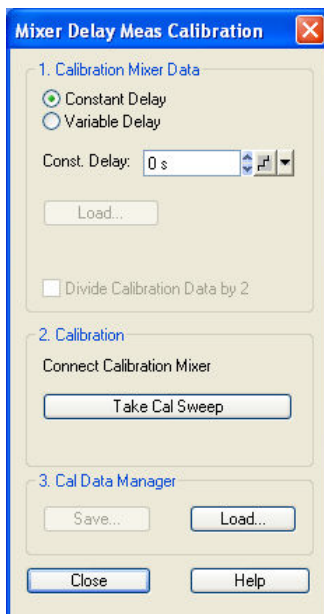 Mixer Delay Meas Calibration
1. Calibration Mixer Data
Constant Delay
Variable Delay
Const. Delay: 0 s
Load...
Divide Calibration Data by 2
2. Calibration
Connect Calibration Mixer
Take Cal Sweep
3. Cal Data Manager
Save... Load...
Close Help